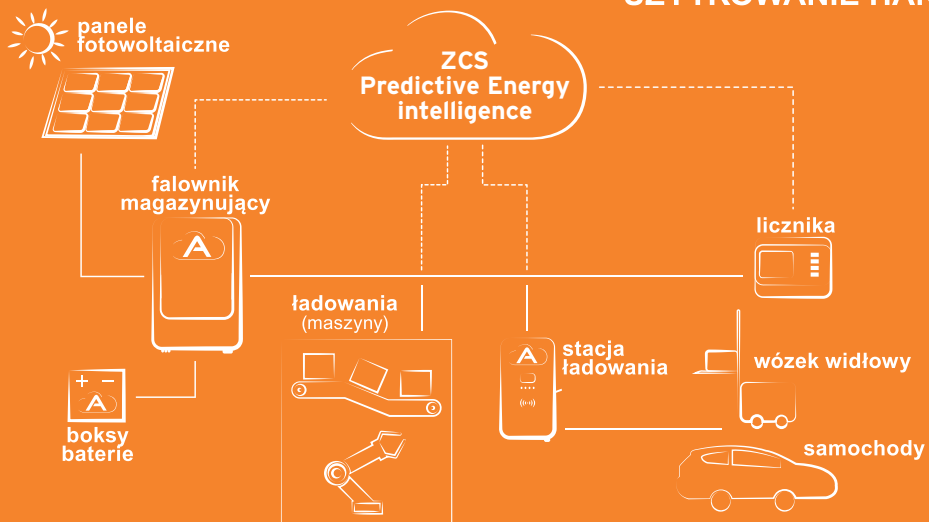 panele
fotowoltaiczne
ZCS
Predictive Energy
intelligence
falownik
magazynujący
licznika
ładowania
(maszyny)
stacja
ładowania
wózek widłowy
boksy
baterie
samochody